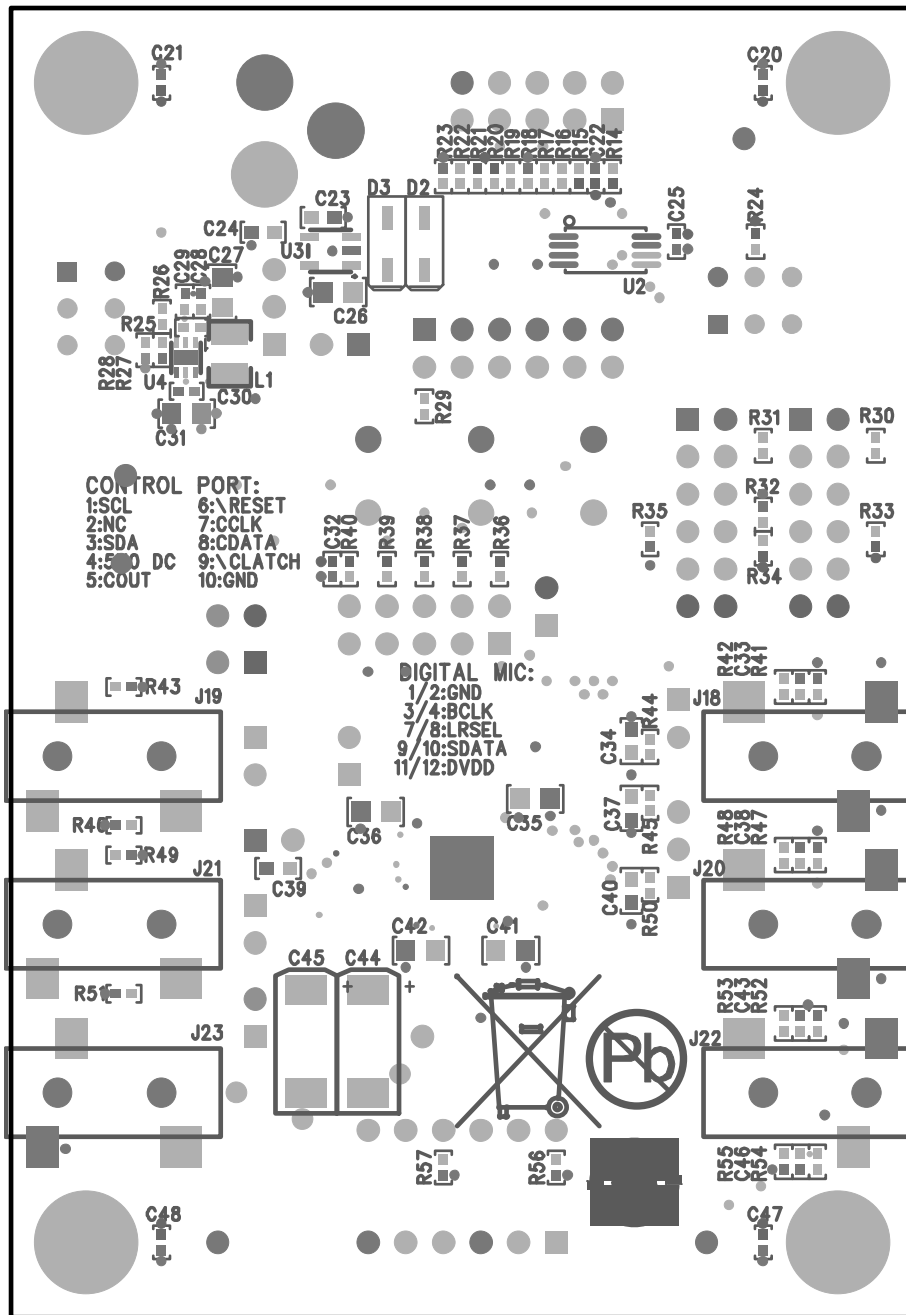 C21
C20
R23
R22
R21
R20
R19
R18
R17
R16
R15
C22
R14
D3 D2
C23
C24
U3
C25
R24
C27
C29
C28
R26
U2
C26
R25
R28
R27
U4
L1
C30
C31
R29
R31
R30
CONTROL PORT:
1:SCL 6:\RESET
2:NC 7:CCLK
3:SDA 8:CDATA
DC 9:\CLATCH
5:COUT 10:GND
R32
R35
R33
R34
C32
R40
R39
R38
R37
R36
DIGITAL MIC:
1/2:GND
3/4:BCLK
7/8:LRSEL
9/10:SDATA
11/12:DVDD
R42
C33
R41
R43
J19
J18
R44
C34
C37
R45
C36
C35
R46
R49
R48
C38
R47
J21
J20
C39
C40
R50
C42
C41
C45 C44
+ +
R51
R53
C43
R52
J23
J22
Pb
R57
R56
R55
C46
R54
C48
C47